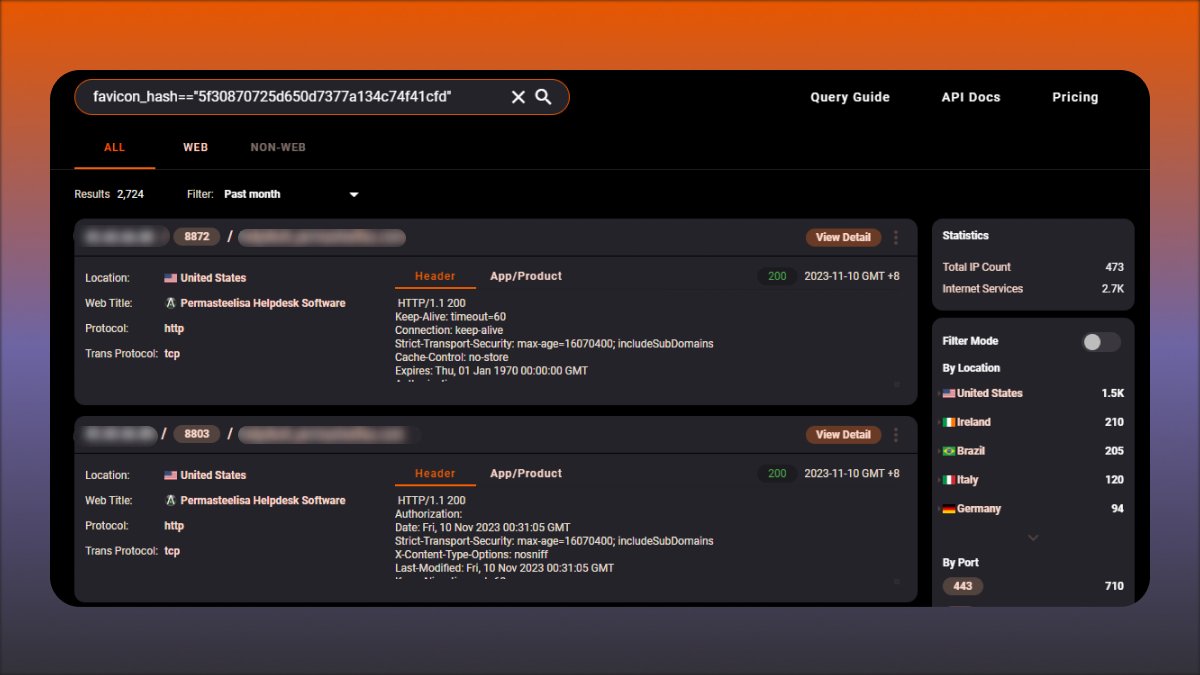 favicon_hash=="5f30870725d650d7377a134c74f41cfd"
Query Guide API Docs Pricing
ALL WEB NON-WEB
Results 2,724 Filter: Past month
8872 /
View Detail
Location: United States
Web Title: Permasteelisa Helpdesk Software
Protocol: http
Trans Protocol: tcp
Header App/Product 200 2023-11-10 GMT +8
HTTP/1.1 200
Keep-Alive: timeout=60
Connection: keep-alive
Strict-Transport-Security: max-age=16070400; includeSubDomains
Cache-Control: no-store
Expires: Thu, 01 Jan 1970 00:00:00 GMT
/ 8803 /
View Detail
Location: United States
Web Title: Permasteelisa Helpdesk Software
Protocol: http
Trans Protocol: tcp
Header App/Product 200 2023-11-10 GMT +8
HTTP/1.1 200
Authorization:
Date: Fri, 10 Nov 2023 00:31:05 GMT
Strict-Transport-Security: max-age=16070400; includeSubDomains
X-Content-Type-Options: nosniff
Last-Modified: Fri, 10 Nov 2023 00:31:05 GMT
Statistics
Total IP Count 473
Internet Services 2.7K
Filter Mode
By Location
United States 1.5K
Ireland 210
Brazil 205
Italy 120
Germany 94
By Port
443 710